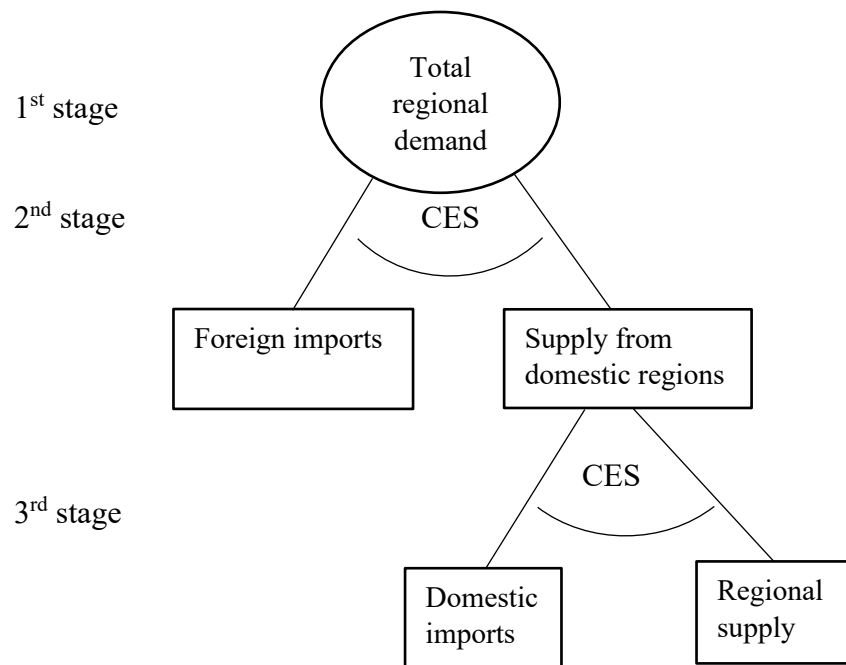 Total
regional
demand
1st stage
2nd stage
CES
Foreign imports
Supply from
domestic regions
CES
3rd stage
Domestic
imports
Regional
supply